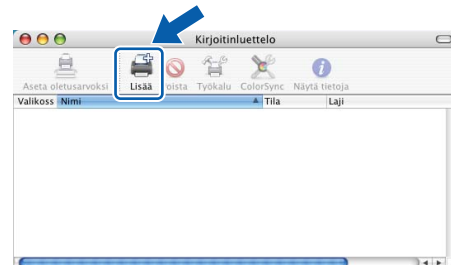 Kirjoitinluettelo
Aseta oletusarvoksi Lisää oista Työkalu ColorSync Näytä tietoja
Valikoss Nimi Tila Laji